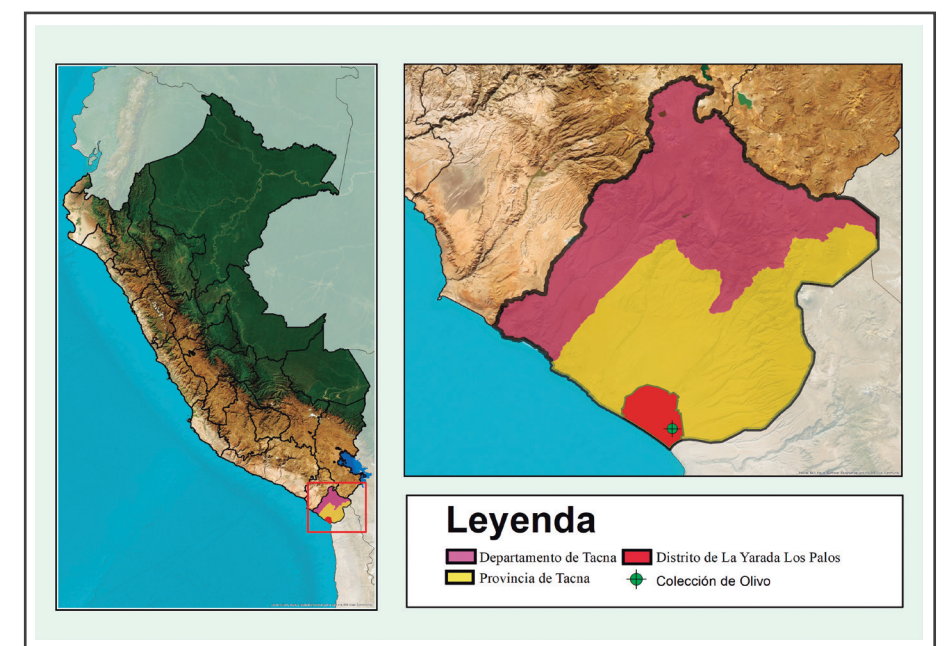 Leyenda
Departamento de Tacna
Distrito de La Yarada Los Palos
Provincia de Tacna
Colección de Olivo